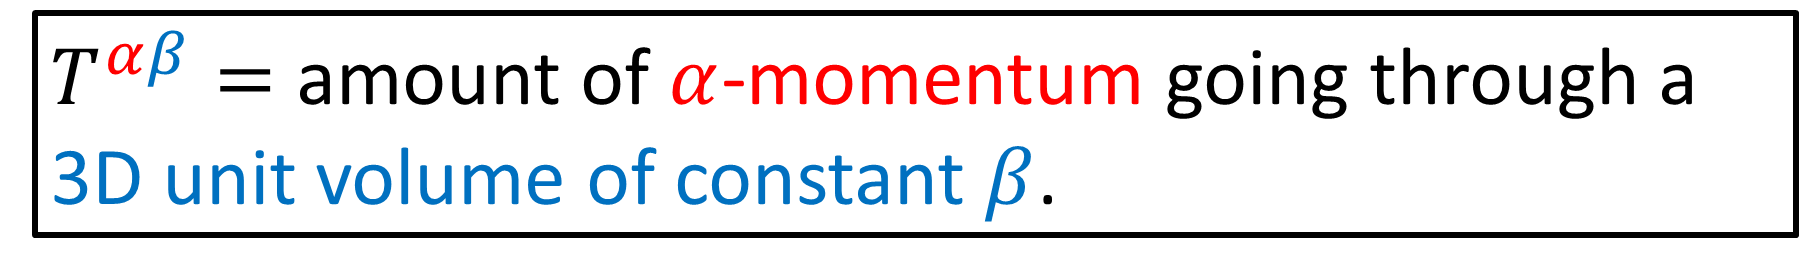 T^{αβ} = amount of α-momentum going through a
3D unit volume of constant β.